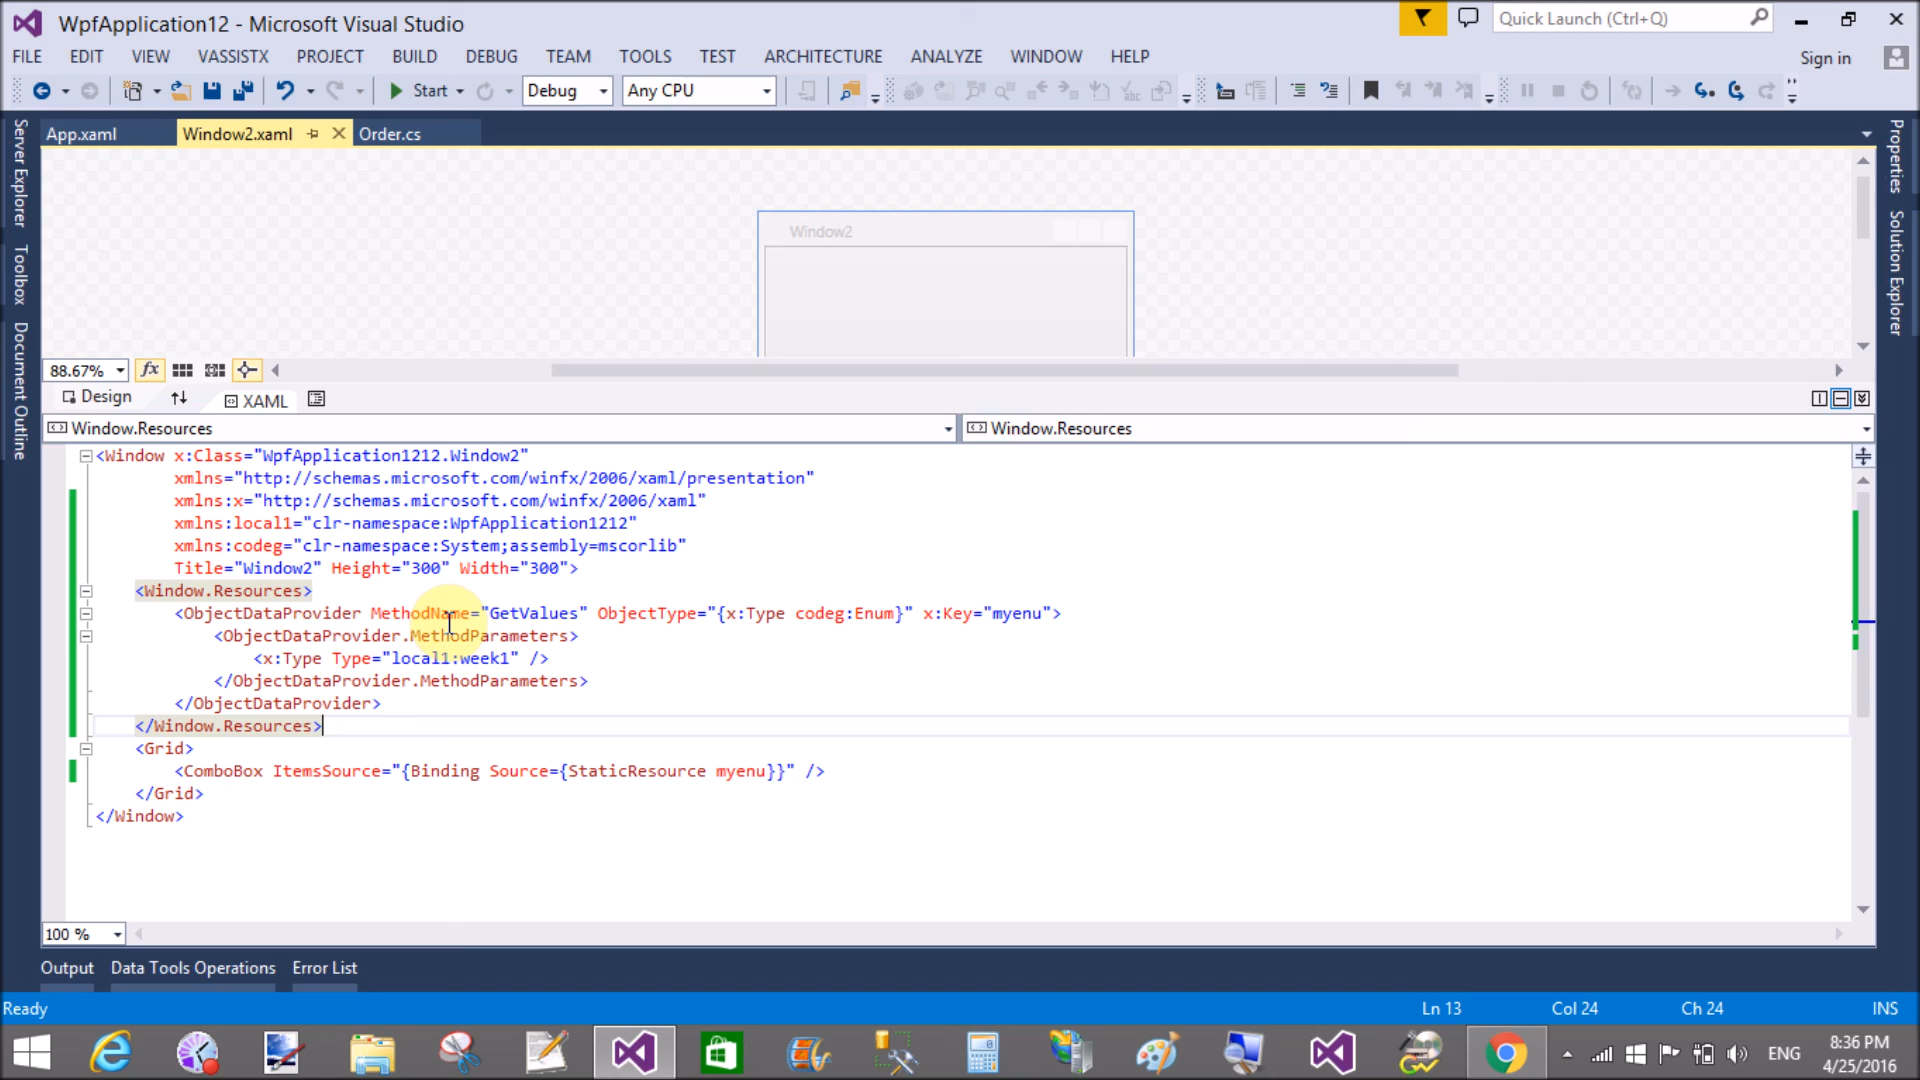 WpfApplication12 - Microsoft Visual Studio
Quick Launch (Ctrl+Q)
FILE EDIT VIEW VASSISTX PROJECT BUILD DEBUG TEAM TOOLS TEST ARCHITECTURE ANALYZE WINDOW HELP Sign in
Start Debug Any CPU
App.xaml Window2.xaml Order.cs
Server Explorer
Toolbox
Document Outline
Properties
Solution Explorer
Window2
88.67% fx
Design XAML
Window.Resources Window.Resources
<Window x:Class="WpfApplication1212.Window2"
xmlns="http://schemas.microsoft.com/winfx/2006/xaml/presentation"
xmlns:x="http://schemas.microsoft.com/winfx/2006/xaml"
xmlns:local1="clr-namespace:WpfApplication1212"
xmlns:codeg="clr-namespace:System;assembly=mscorlib"
Title="Window2" Height="300" Width="300">
<Window.Resources>
<ObjectDataProvider MethodName="GetValues" ObjectType="{x:Type codeg:Enum}" x:Key="myenu">
<ObjectDataProvider.MethodParameters>
<x:Type Type="local1:week1" />
</ObjectDataProvider.MethodParameters>
</ObjectDataProvider>
</Window.Resources>
<Grid>
<ComboBox ItemsSource="{Binding Source={StaticResource myenu}}" />
</Grid>
</Window>
100 %
Output Data Tools Operations Error List
Ready Ln 13 Col 24 Ch 24 INS
ENG
8:36 PM
4/25/2016